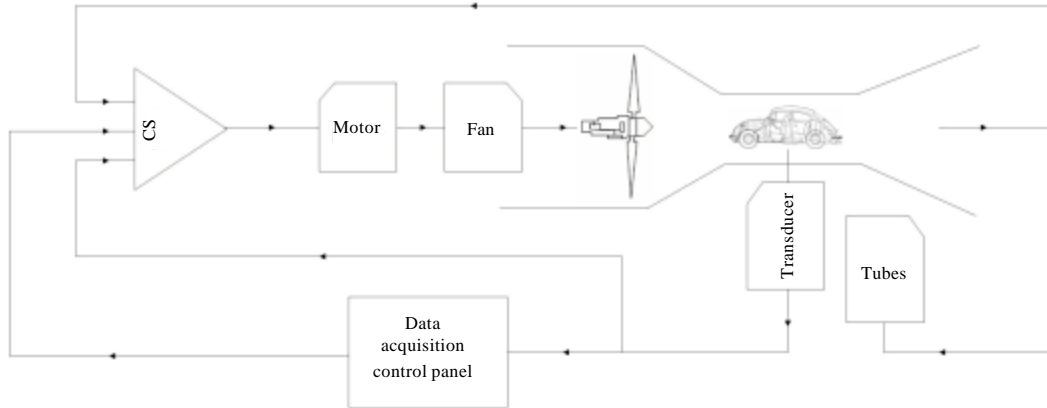 CS
Motor
Fan
Transducer
Tubes
Data
acquisition
control panel